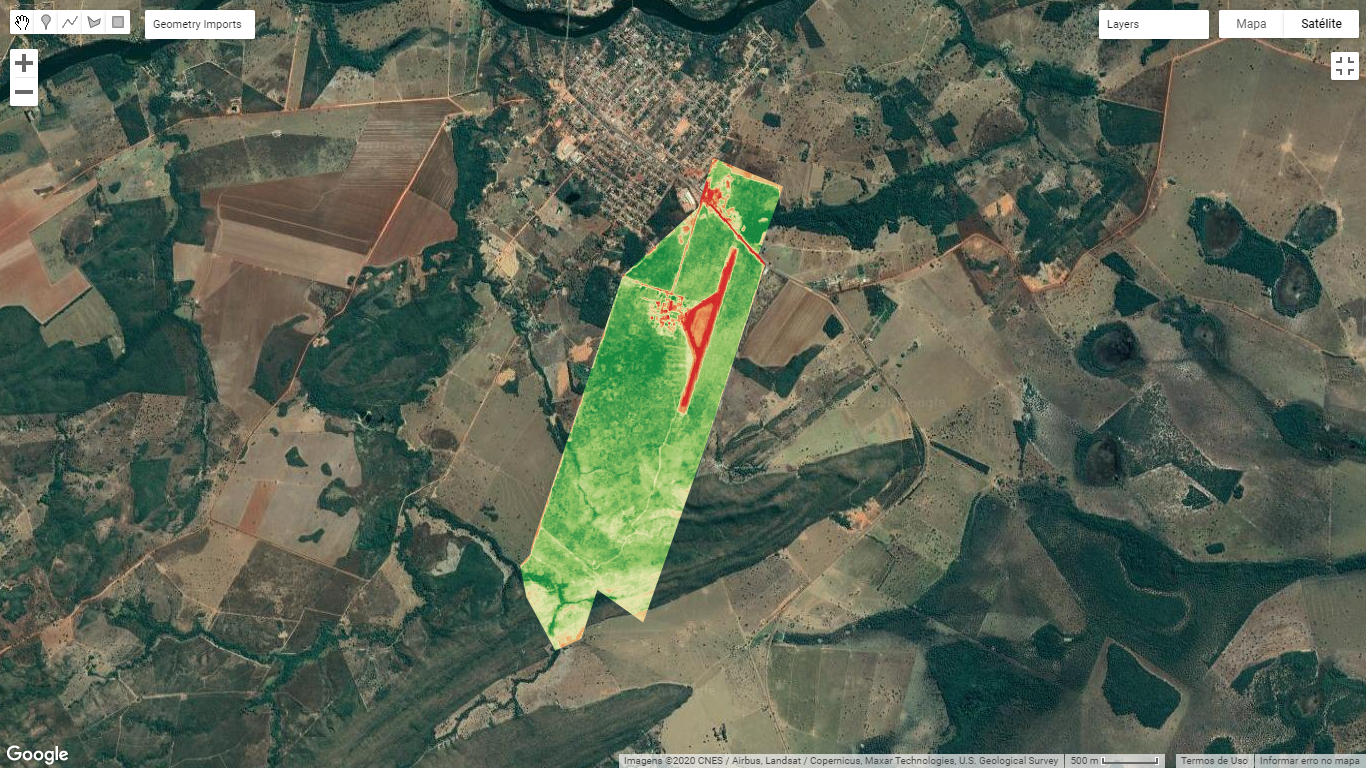 Geometry Imports
Layers
Mapa
Satélite
Google
Imagens ©2020 CNES / Airbus, Landsat / Copernicus, Maxar Technologies, U.S. Geological Survey
500 m
Termos de Uso
Informar erro no mapa